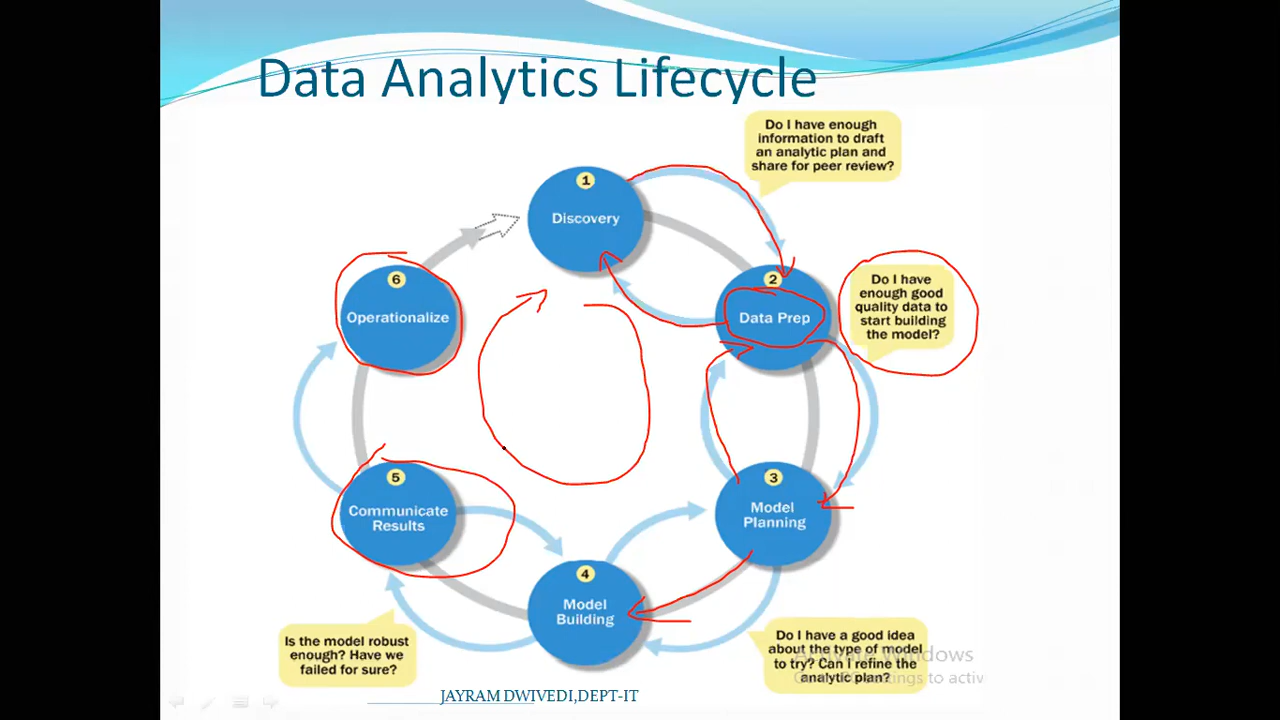 Data Analytics Lifecycle
Do I have enough
information to draft
an analytic plan and
share for peer review?
1
Discovery
2
Data Prep
Do I have
enough good
quality data to
start building
the model?
3
Model
Planning
Do I have a good idea
about the type of model
to try? Can I refine the
analytic plan?
4
Model
Building
Is the model robust
enough? Have we
failed for sure?
5
Communicate
Results
6
Operationalize
JAYRAM DWIVEDI,DEPT-IT
Windows
to activ